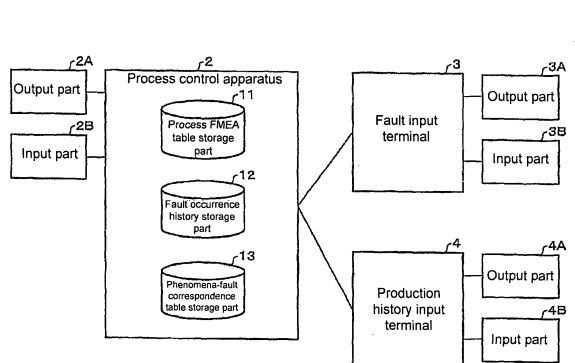 2A
Output part
2B
Input part
2
Process control apparatus
11
Process FMEA
table storage
part
12
Fault occurrence
history storage
part
13
Phenomena-fault
correspondence
table storage part
3
Fault input
terminal
3A
Output part
3B
Input part
4
Production
history input
terminal
4A
Output part
4B
Input part